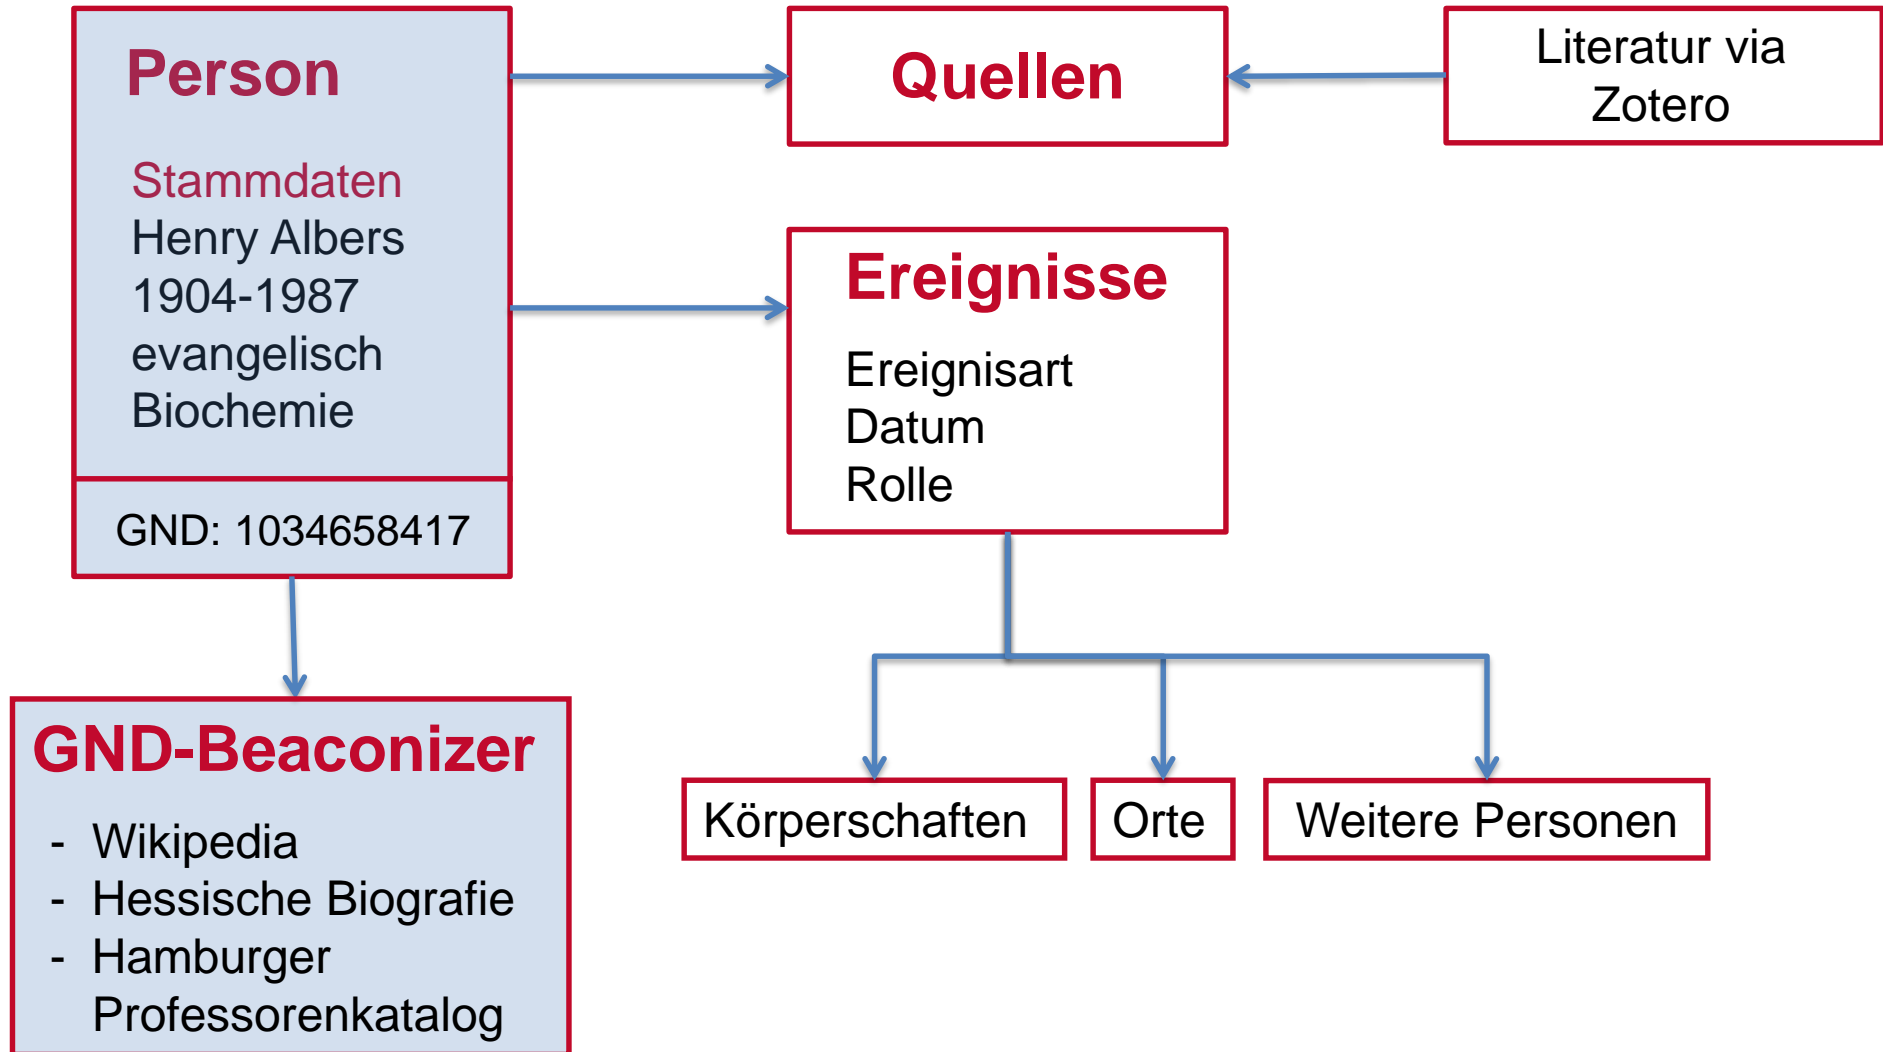 Person
Stammdaten
Henry Albers
1904-1987
evangelisch
Biochemie
GND: 1034658417
Quellen
Literatur via
Zotero
Ereignisse
Ereignisart
Datum
Rolle
GND-Beaconizer
- Wikipedia
- Hessische Biografie
- Hamburger
Professorenkatalog
Körperschaften
Orte
Weitere Personen